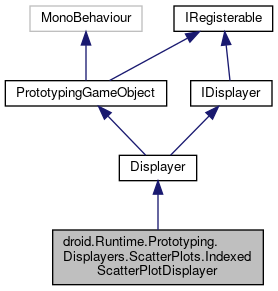 MonoBehaviour
IRegisterable
PrototypingGameObject
IDisplayer
Displayer
droid.Runtime.Prototyping.
Displayers.ScatterPlots.Indexed
ScatterPlotDisplayer